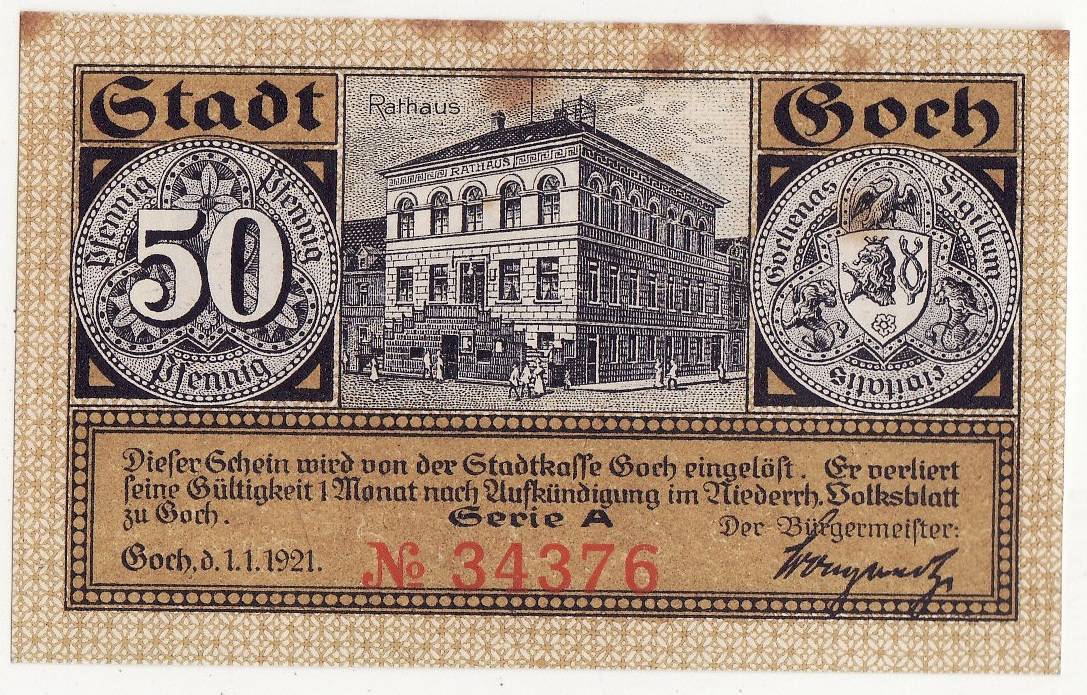 Stadt
Rathaus
Goch
RATHAUS
Pfennig Pfennig
50
Pfennig
Gochenas Sigillum
civitatis
Dieser Schein wird von der Stadtkasse Goch eingelöst. Er verliert
seine Gültigkeit 1 Monat nach Aufkündigung im Niederrh. Volksblatt
zu Goch.
Serie A
Der Bürgermeister:
Goch, d. 1.1.1921.
№ 34376